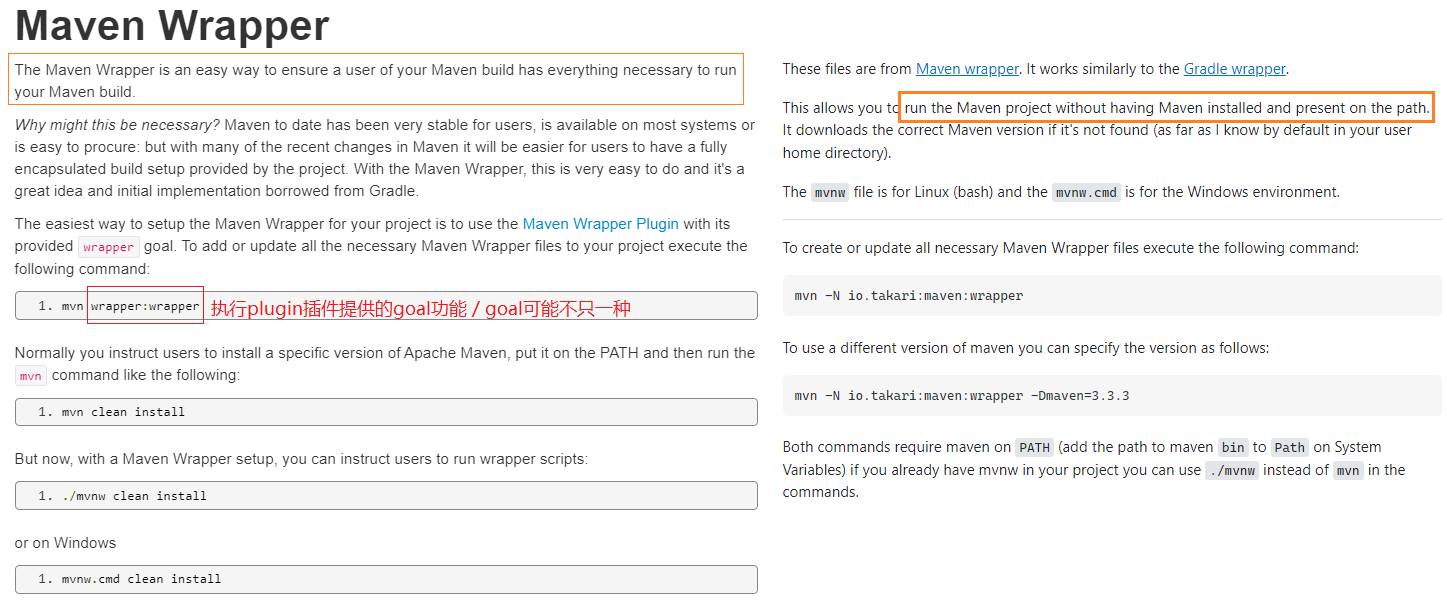 Maven Wrapper
The Maven Wrapper is an easy way to ensure a user of your Maven build has everything necessary to run
your Maven build.
Why might this be necessary? Maven to date has been very stable for users, is available on most systems or
is easy to procure: but with many of the recent changes in Maven it will be easier for users to have a fully
encapsulated build setup provided by the project. With the Maven Wrapper, this is very easy to do and it's a
great idea and initial implementation borrowed from Gradle.
The easiest way to setup the Maven Wrapper for your project is to use the Maven Wrapper Plugin with its
provided wrapper goal. To add or update all the necessary Maven Wrapper files to your project execute the
following command:
1. mvn wrapper:wrapper 执行plugin插件提供的goal功能 / goal可能不只一种
Normally you instruct users to install a specific version of Apache Maven, put it on the PATH and then run the
mvn command like the following:
1. mvn clean install
But now, with a Maven Wrapper setup, you can instruct users to run wrapper scripts:
1. ./mvnw clean install
or on Windows
1. mvnw.cmd clean install
These files are from Maven wrapper. It works similarly to the Gradle wrapper.
This allows you to run the Maven project without having Maven installed and present on the path.
It downloads the correct Maven version if it's not found (as far as I know by default in your user
home directory).
The mvnw file is for Linux (bash) and the mvnw.cmd is for the Windows environment.
To create or update all necessary Maven Wrapper files execute the following command:
mvn -N io.takari:maven:wrapper
To use a different version of maven you can specify the version as follows:
mvn -N io.takari:maven:wrapper -Dmaven=3.3.3
Both commands require maven on PATH (add the path to maven bin to Path on System
Variables) if you already have mvnw in your project you can use ./mvnw instead of mvn in the
commands.